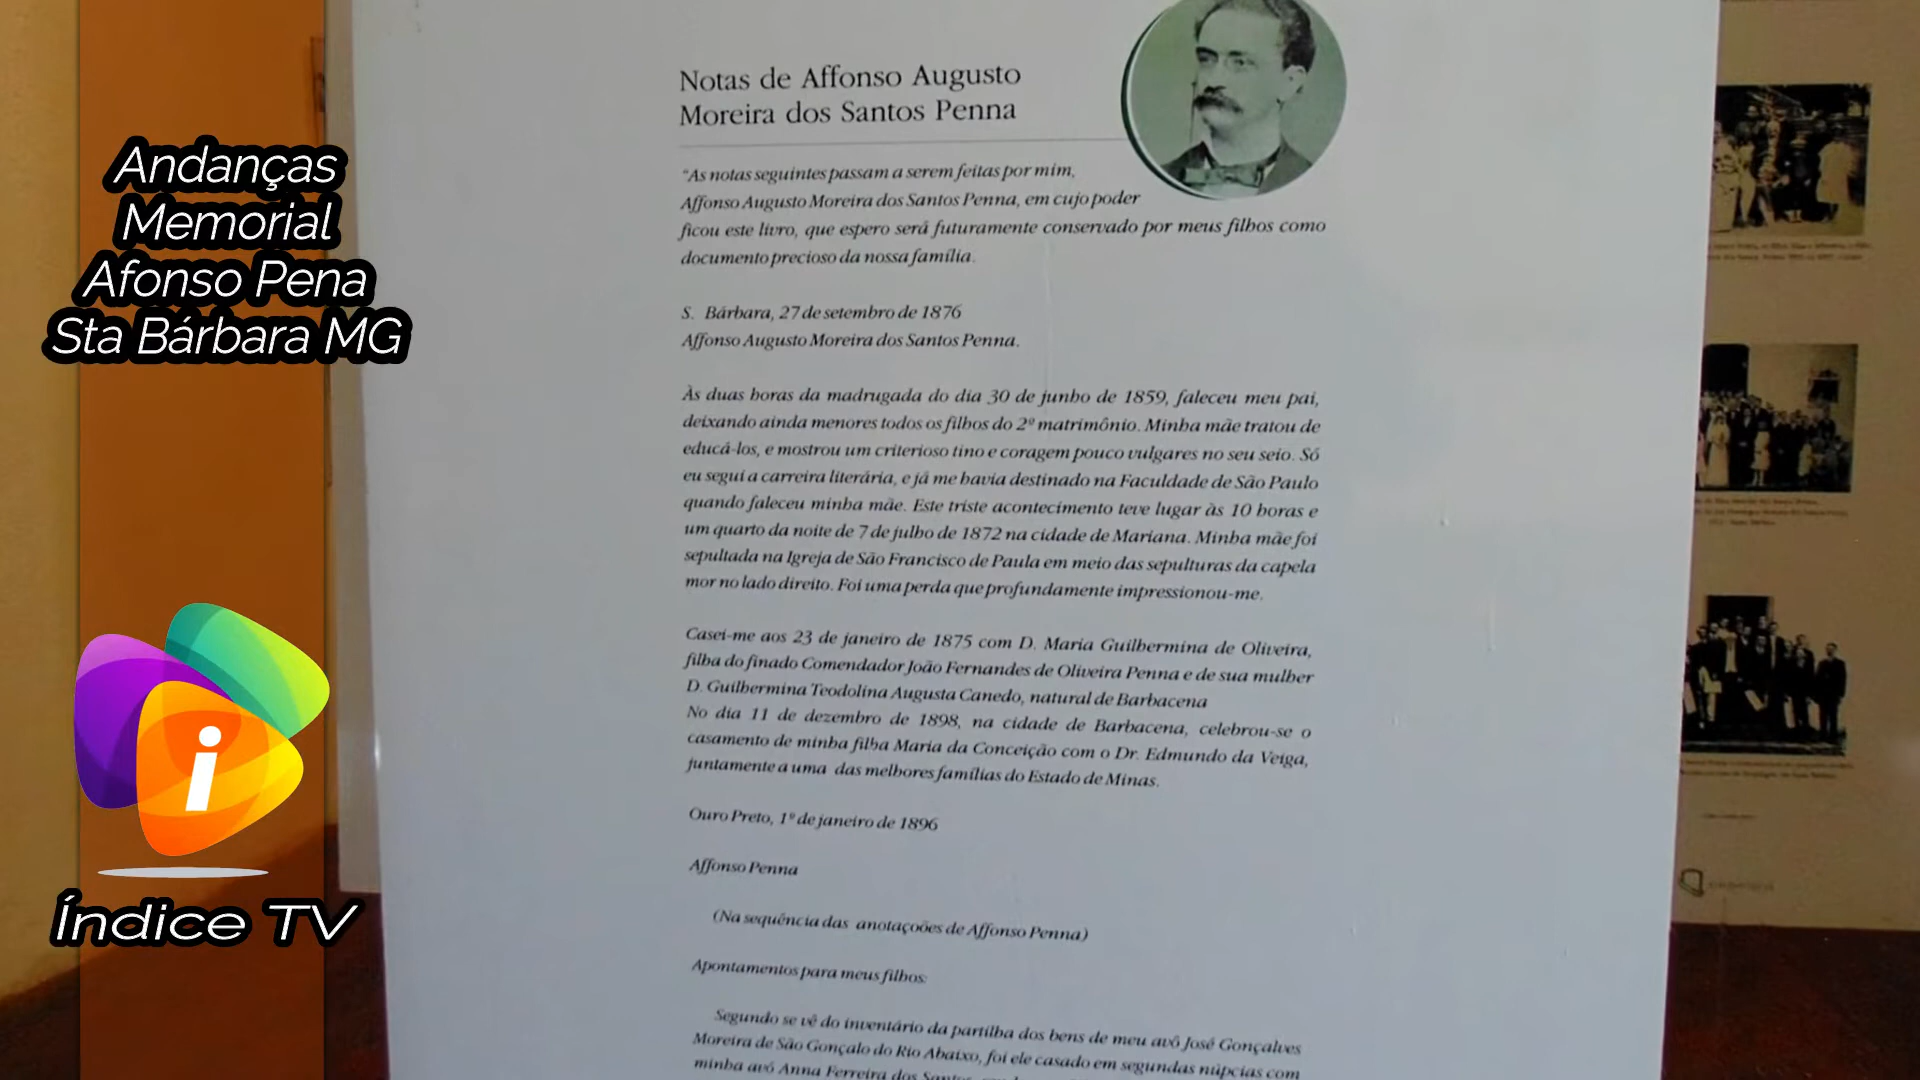 Andanças
Memorial
Afonso Pena
Sta Bárbara MG
i
Índice TV
Notas de Affonso Augusto
Moreira dos Santos Penna
“As notas seguintes passam a serem feitas por mim,
Affonso Augusto Moreira dos Santos Penna, em cujo poder
ficou este livro, que espero será futuramente conservado por meus filhos como
documento precioso da nossa família.
S. Bárbara, 27 de setembro de 1876
Affonso Augusto Moreira dos Santos Penna.
Às duas horas da madrugada do dia 30 de junho de 1859, faleceu meu pai,
deixando ainda menores todos os filhos do 2º matrimônio. Minha mãe tratou de
educá-los, e mostrou um criterioso tino e coragem pouco vulgares no seu seio. Só
eu segui a carreira literária, e já me havia destinado na Faculdade de São Paulo
quando faleceu minha mãe. Este triste acontecimento teve lugar às 10 horas e
um quarto da noite de 7 de julho de 1872 na cidade de Mariana. Minha mãe foi
sepultada na Igreja de São Francisco de Paula em meio das sepulturas da capela
mor no lado direito. Foi uma perda que profundamente impressionou-me.
Casei-me aos 23 de janeiro de 1875 com D. Maria Guilhermina de Oliveira,
filha do finado Comendador João Fernandes de Oliveira Penna e de sua mulher
D. Guilhermina Teodolina Augusta Canedo, natural de Barbacena
No dia 11 de dezembro de 1898, na cidade de Barbacena, celebrou-se o
casamento de minha filha Maria da Conceição com o Dr. Edmundo da Veiga,
juntamente a uma das melhores famílias do Estado de Minas.
Ouro Preto, 1º de janeiro de 1896
Affonso Penna
(Na sequência das anotaçoões de Affonso Penna)
Apontamentos para meus filhos:
Segundo se vê do inventário da partilha dos bens de meu avô José Gonçalves
Moreira de São Gonçalo do Rio Abaixo, foi ele casado em segundas núpcias com
minha avó Anna Ferreira dos Santos